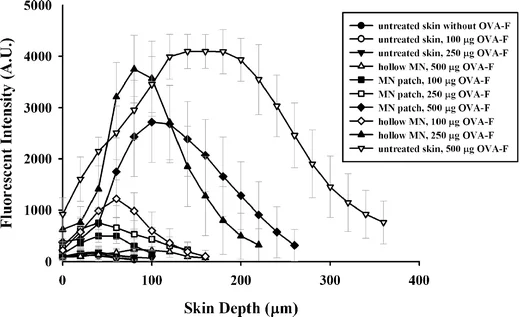 5000
4000
3000
2000
1000
0
Fluorescent Intensity (A.U.)
0 100 200 300 400
Skin Depth (μm)
untreated skin without OVA-F
untreated skin, 100 μg OVA-F
untreated skin, 250 μg OVA-F
hollow MN, 500 μg OVA-F
MN patch, 100 μg OVA-F
MN patch, 250 μg OVA-F
MN patch, 500 μg OVA-F
hollow MN, 100 μg OVA-F
hollow MN, 250 μg OVA-F
untreated skin, 500 μg OVA-F